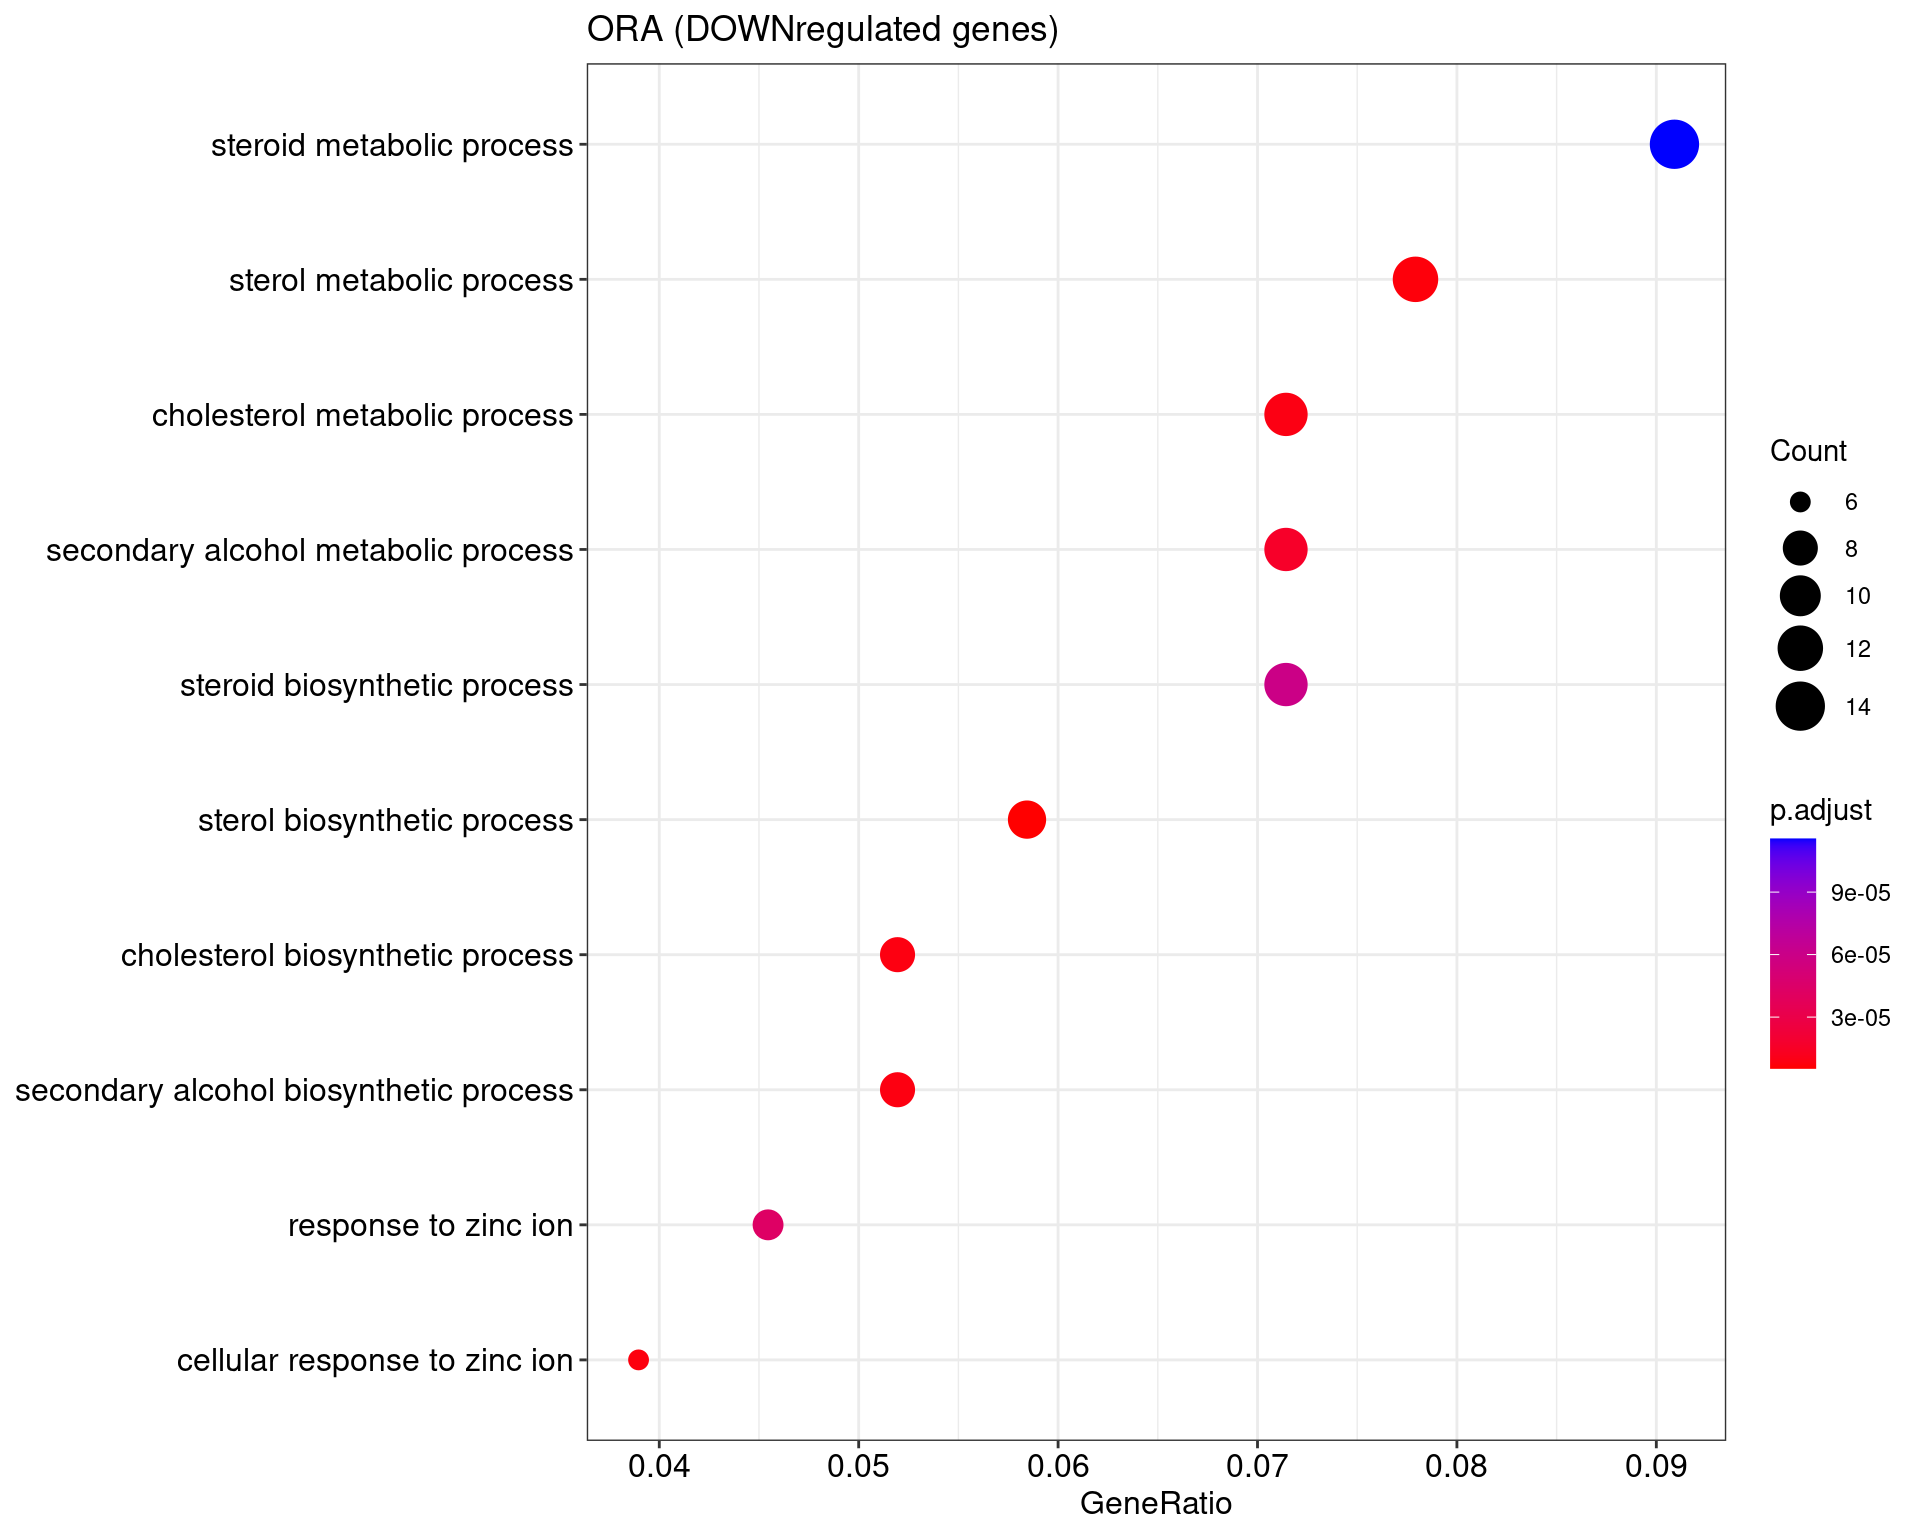 ORA (DOWNregulated genes)
steroid metabolic process
sterol metabolic process
cholesterol metabolic process
secondary alcohol metabolic process
steroid biosynthetic process
sterol biosynthetic process
cholesterol biosynthetic process
secondary alcohol biosynthetic process
response to zinc ion
cellular response to zinc ion
0.04 0.05 0.06 0.07 0.08 0.09
GeneRatio
Count
6
8
10
12
14
p.adjust
9e-05
6e-05
3e-05